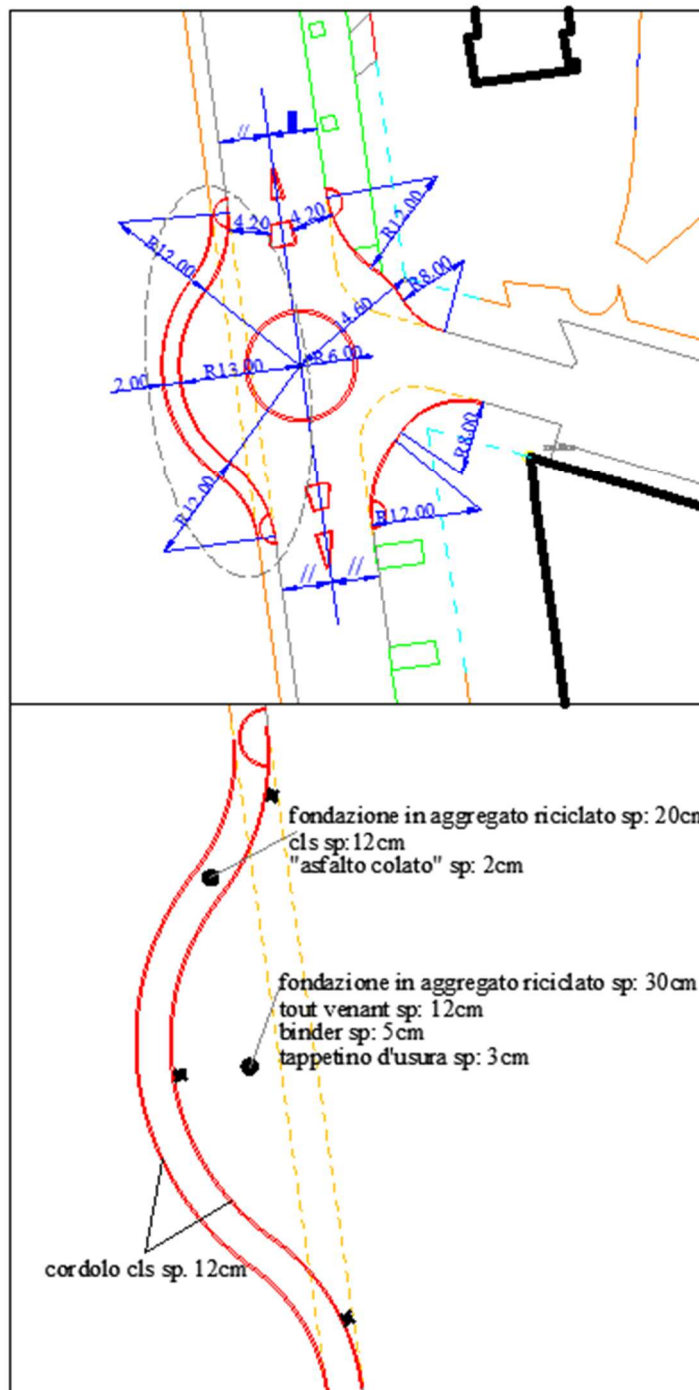 //
4.20
4.20
R12.00
R12.00
R8.00
4.60
R13.00
R6.00
2.00
R8.00
R12.00
R12.00
//
//
fondazione in aggregato riciclato sp: 20cm
cls sp:12cm
"asfalto colato" sp: 2cm
fondazione in aggregato riciclato sp: 30cm
tout venant sp: 12cm
binder sp: 5cm
tappetino d'usura sp: 3cm
cordolo cls sp. 12cm